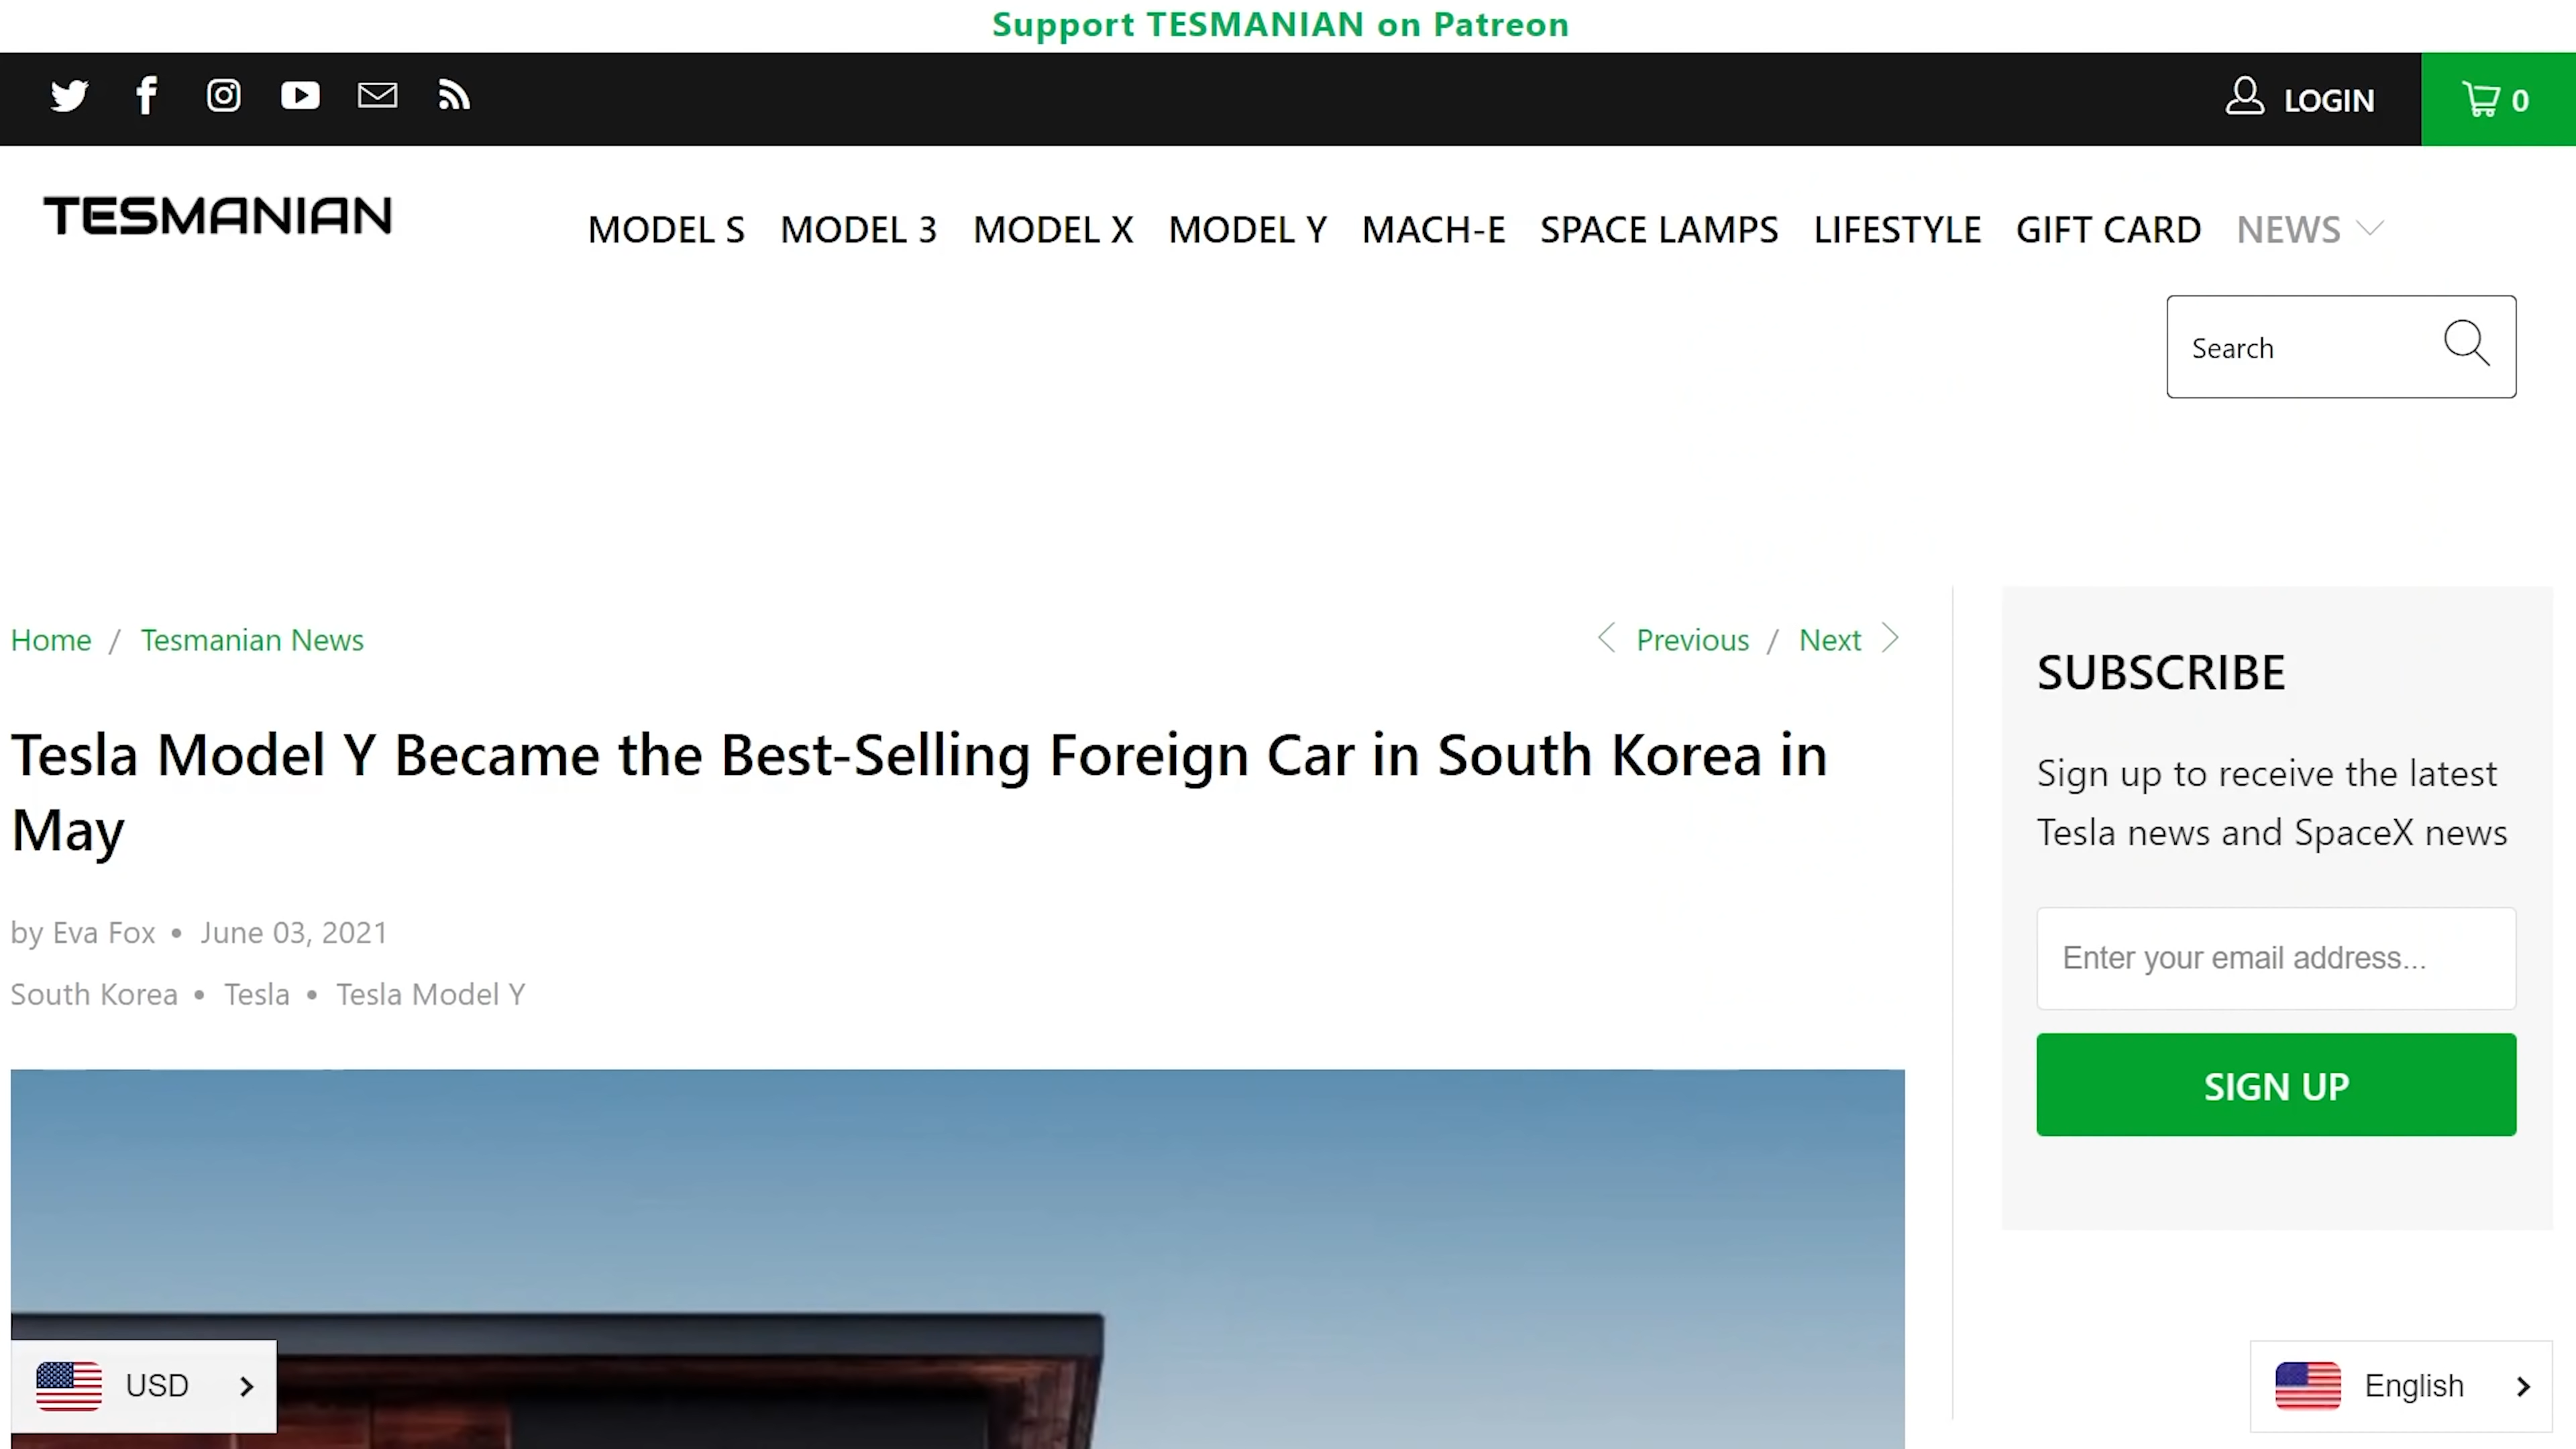 Support TESMANIAN on Patreon
LOGIN
0
TESMANIAN
MODEL S MODEL 3 MODEL X MODEL Y MACH-E SPACE LAMPS LIFESTYLE GIFT CARD NEWS
Search
Home / Tesmanian News
Previous / Next
Tesla Model Y Became the Best-Selling Foreign Car in South Korea in
May
by Eva Fox • June 03, 2021
South Korea • Tesla • Tesla Model Y
SUBSCRIBE
Sign up to receive the latest
Tesla news and SpaceX news
Enter your email address...
SIGN UP
USD
English